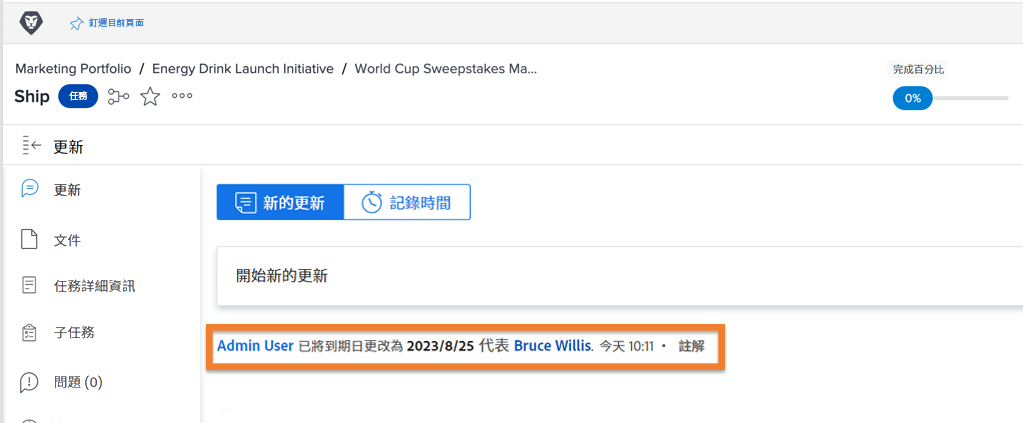 釘選目前頁面
Marketing Portfolio / Energy Drink Launch Initiative / World Cup Sweepstakes Ma...
完成百分比
Ship 任務
0%
更新
更新
新的更新 記錄時間
文件
開始新的更新
任務詳細資訊
子任務
Admin User 已將到期日更改為 2023/8/25 代表 Bruce Willis. 今天 10:11 • 註解
問題 (0)